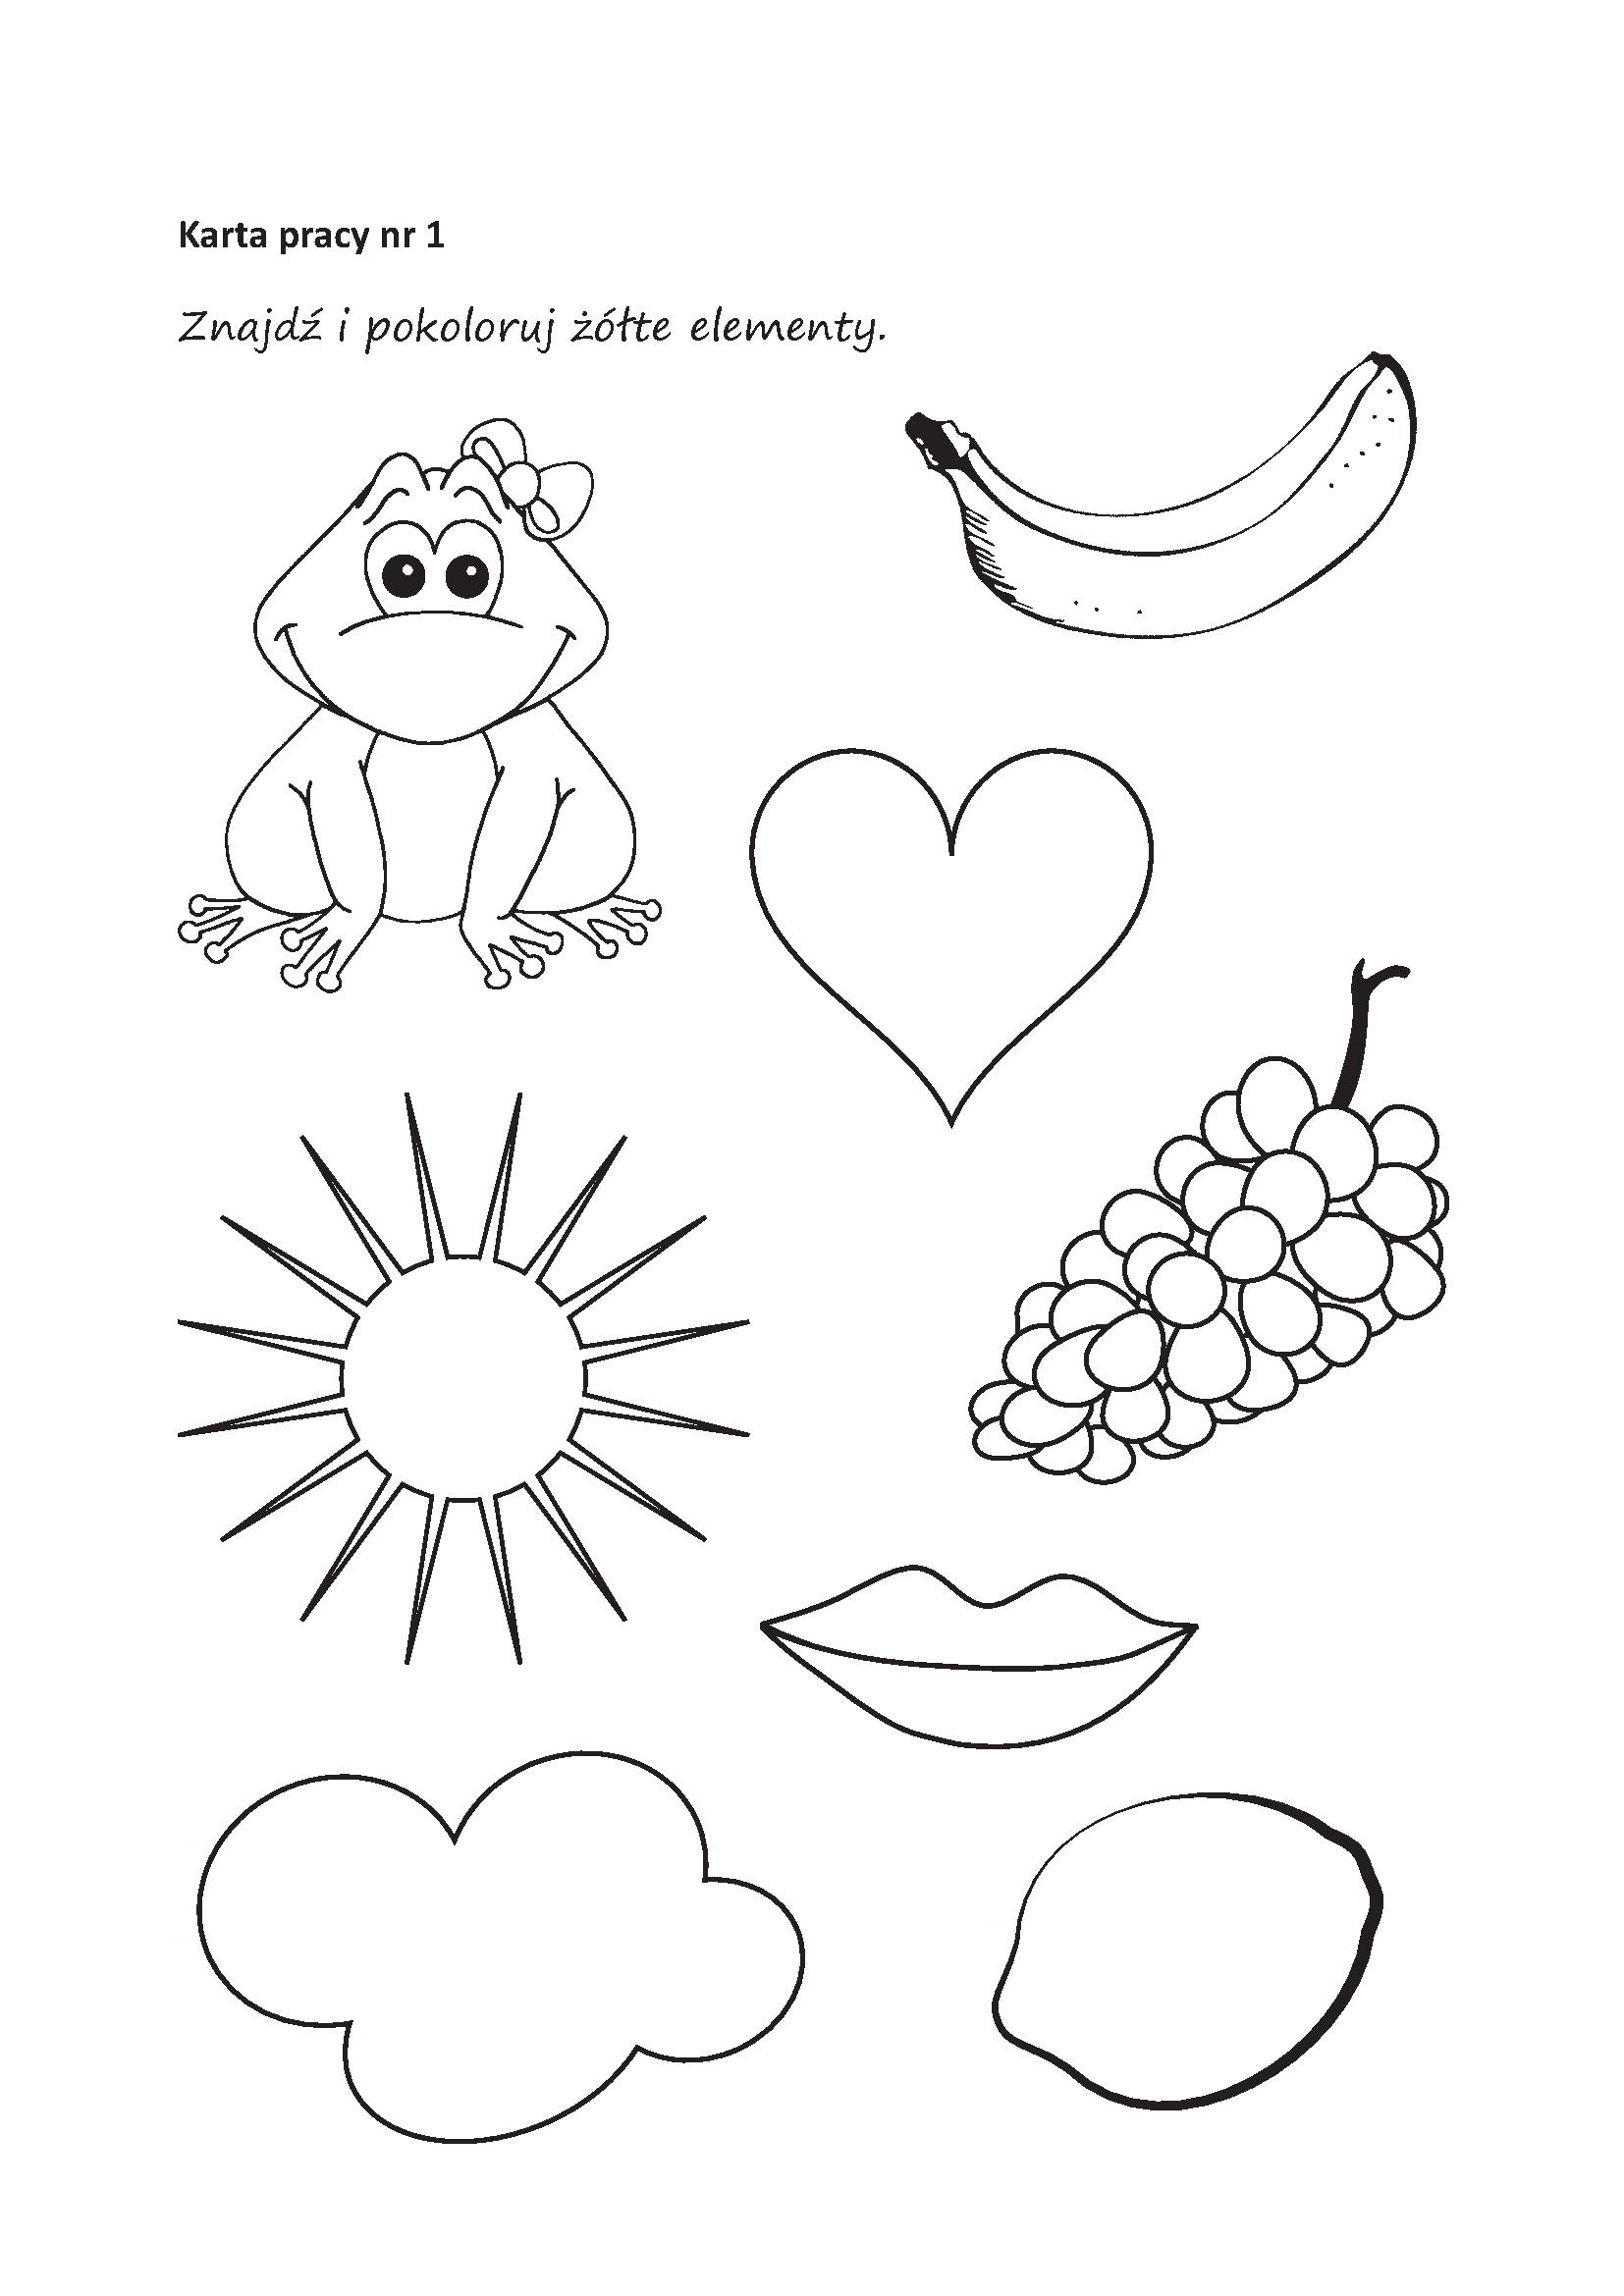 Karta pracy nr 1
Znajdź i pokoloruj żółte elementy.